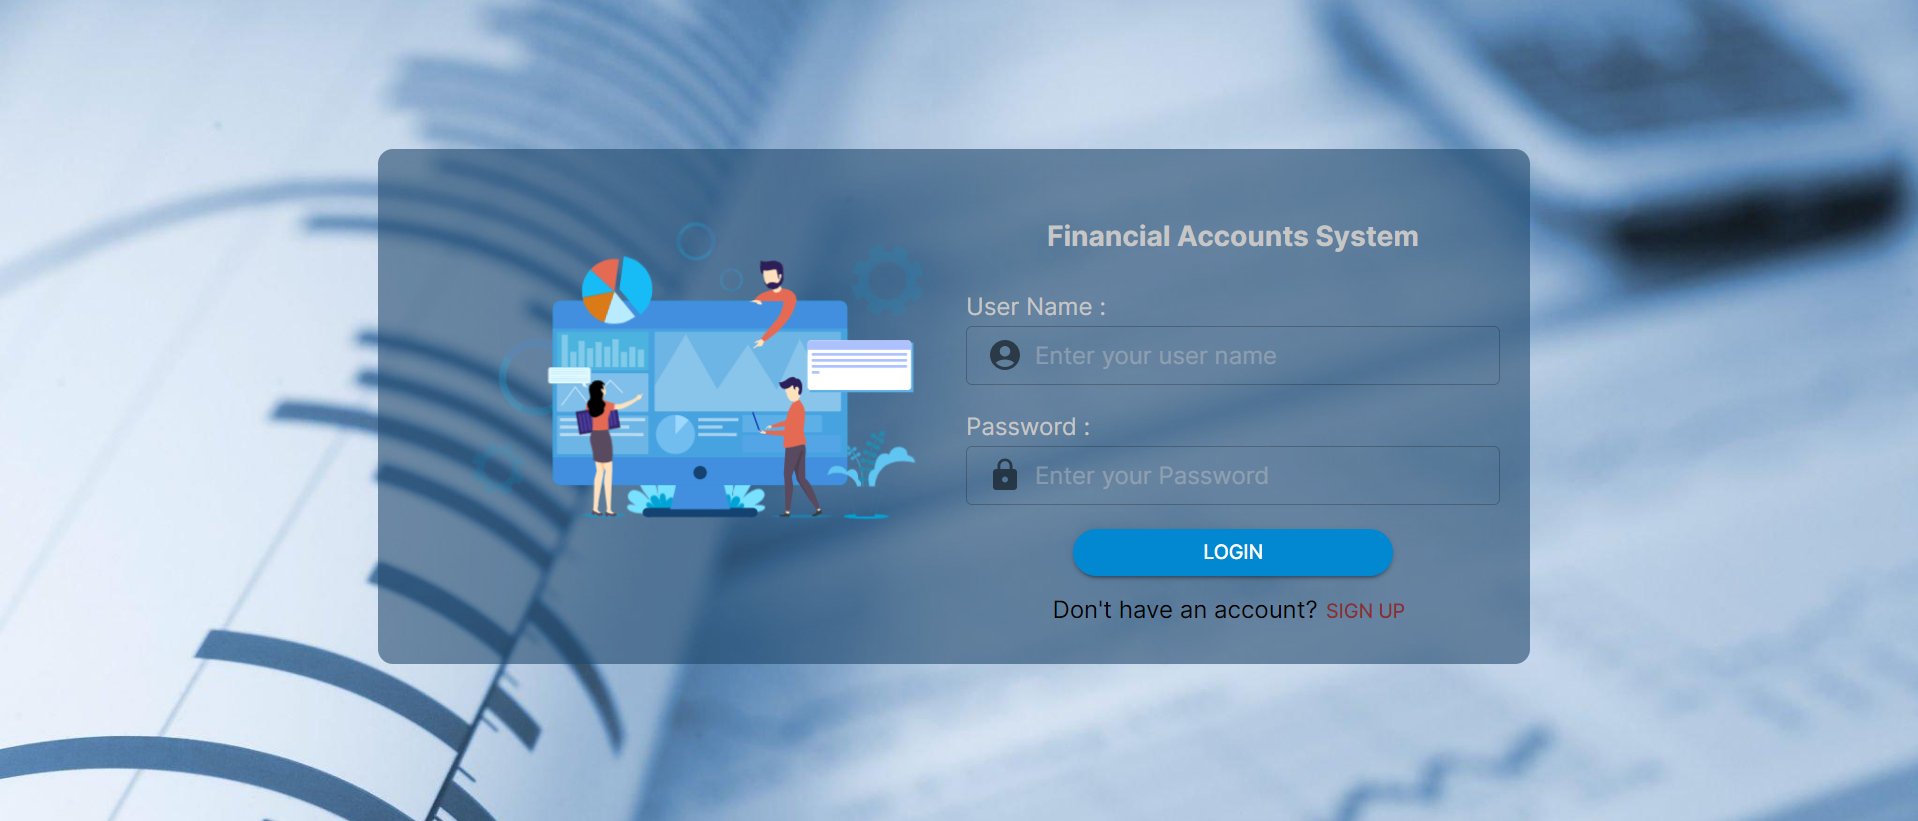 Financial Accounts System
User Name :
Enter your user name
Password :
Enter your Password
LOGIN
Don't have an account? SIGN UP